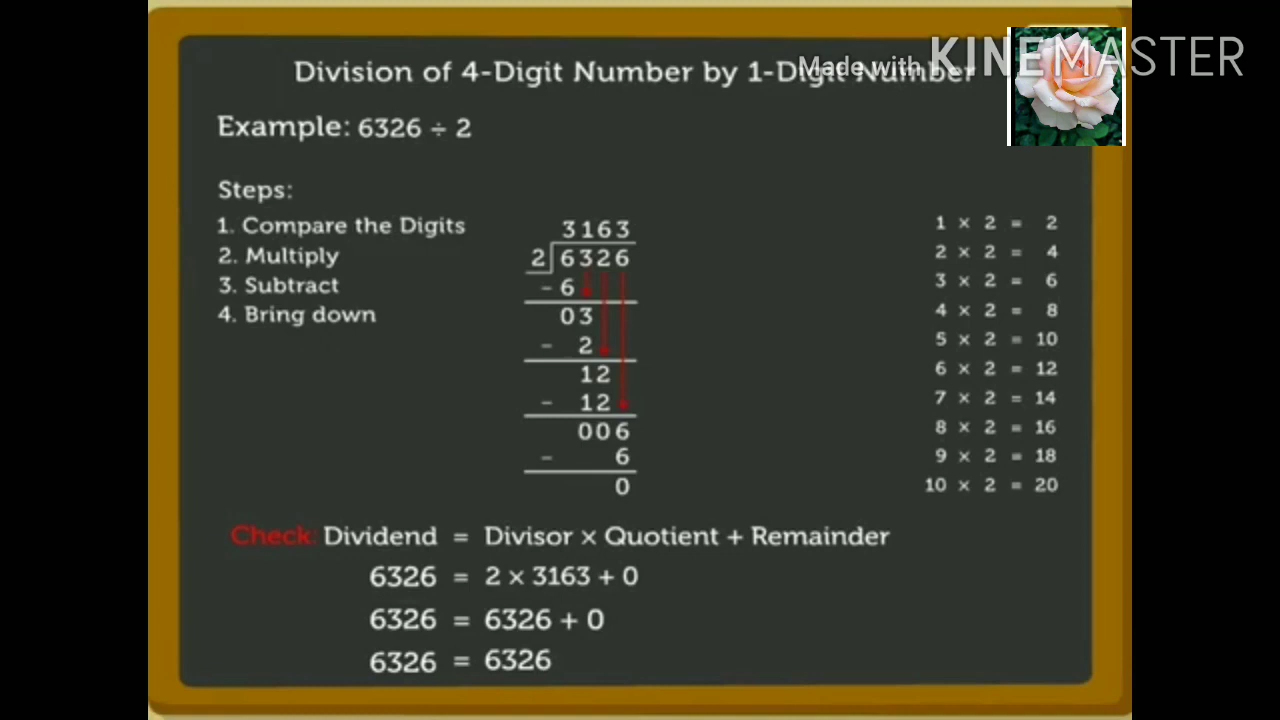 Made with KINEMASTER
Division of 4-Digit Number by 1-Digit Number
Example: 6326 ÷ 2
Steps:
1. Compare the Digits
2. Multiply
3. Subtract
4. Bring down
3163
2 6326
- 6
03
- 2
12
- 12
006
- 6
0
1 × 2 = 2
2 × 2 = 4
3 × 2 = 6
4 × 2 = 8
5 × 2 = 10
6 × 2 = 12
7 × 2 = 14
8 × 2 = 16
9 × 2 = 18
10 × 2 = 20
Check: Dividend = Divisor × Quotient + Remainder
6326 = 2 × 3163 + 0
6326 = 6326 + 0
6326 = 6326